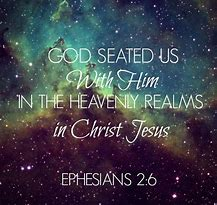 GOD SEATED US
With Him
IN THE HEAVENLY REALMS
in Christ Jesus
EPHESIANS 2:6